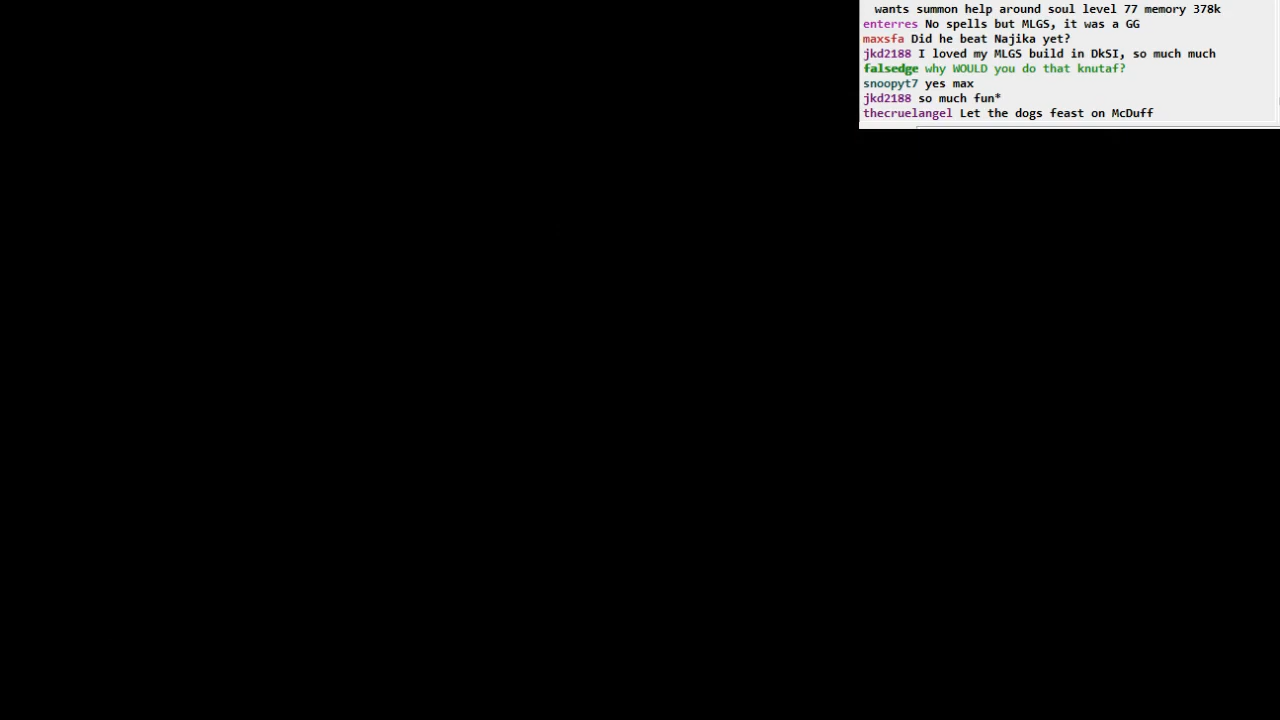 wants summon help around soul level 77 memory 378k
enterres No spells but MLGS, it was a GG
maxsfa Did he beat Najika yet?
jkd2188 I loved my MLGS build in DkSI, so much much
falsedge why WOULD you do that knutaf?
snoopyt7 yes max
jkd2188 so much fun*
thecruelangel Let the dogs feast on McDuff